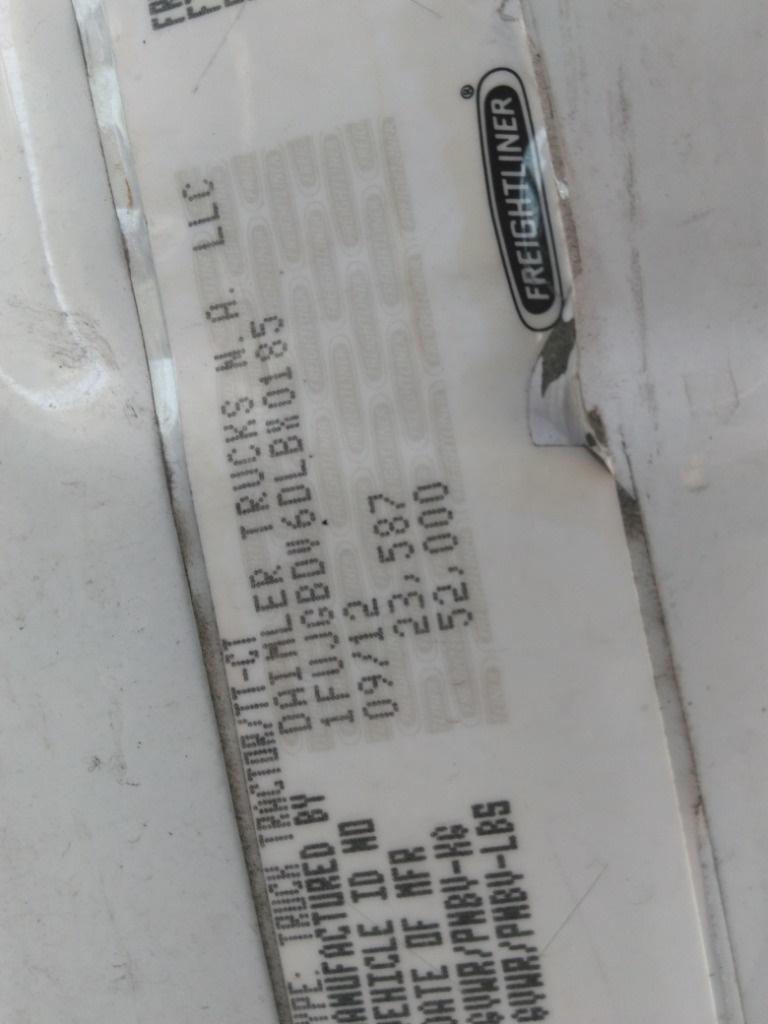 FREIGHTLINER®
GVWR/PNBV-LBS 52,000
GVWR/PNBV-KG 23,587
DATE OF MFR 09/12
VEHICLE ID NO 1FUJGBDV6DLBW0185
MANUFACTURED BY DAIMLER TRUCKS N.A. LLC
TYPE: TRUCK TRACTOR/TT-CT